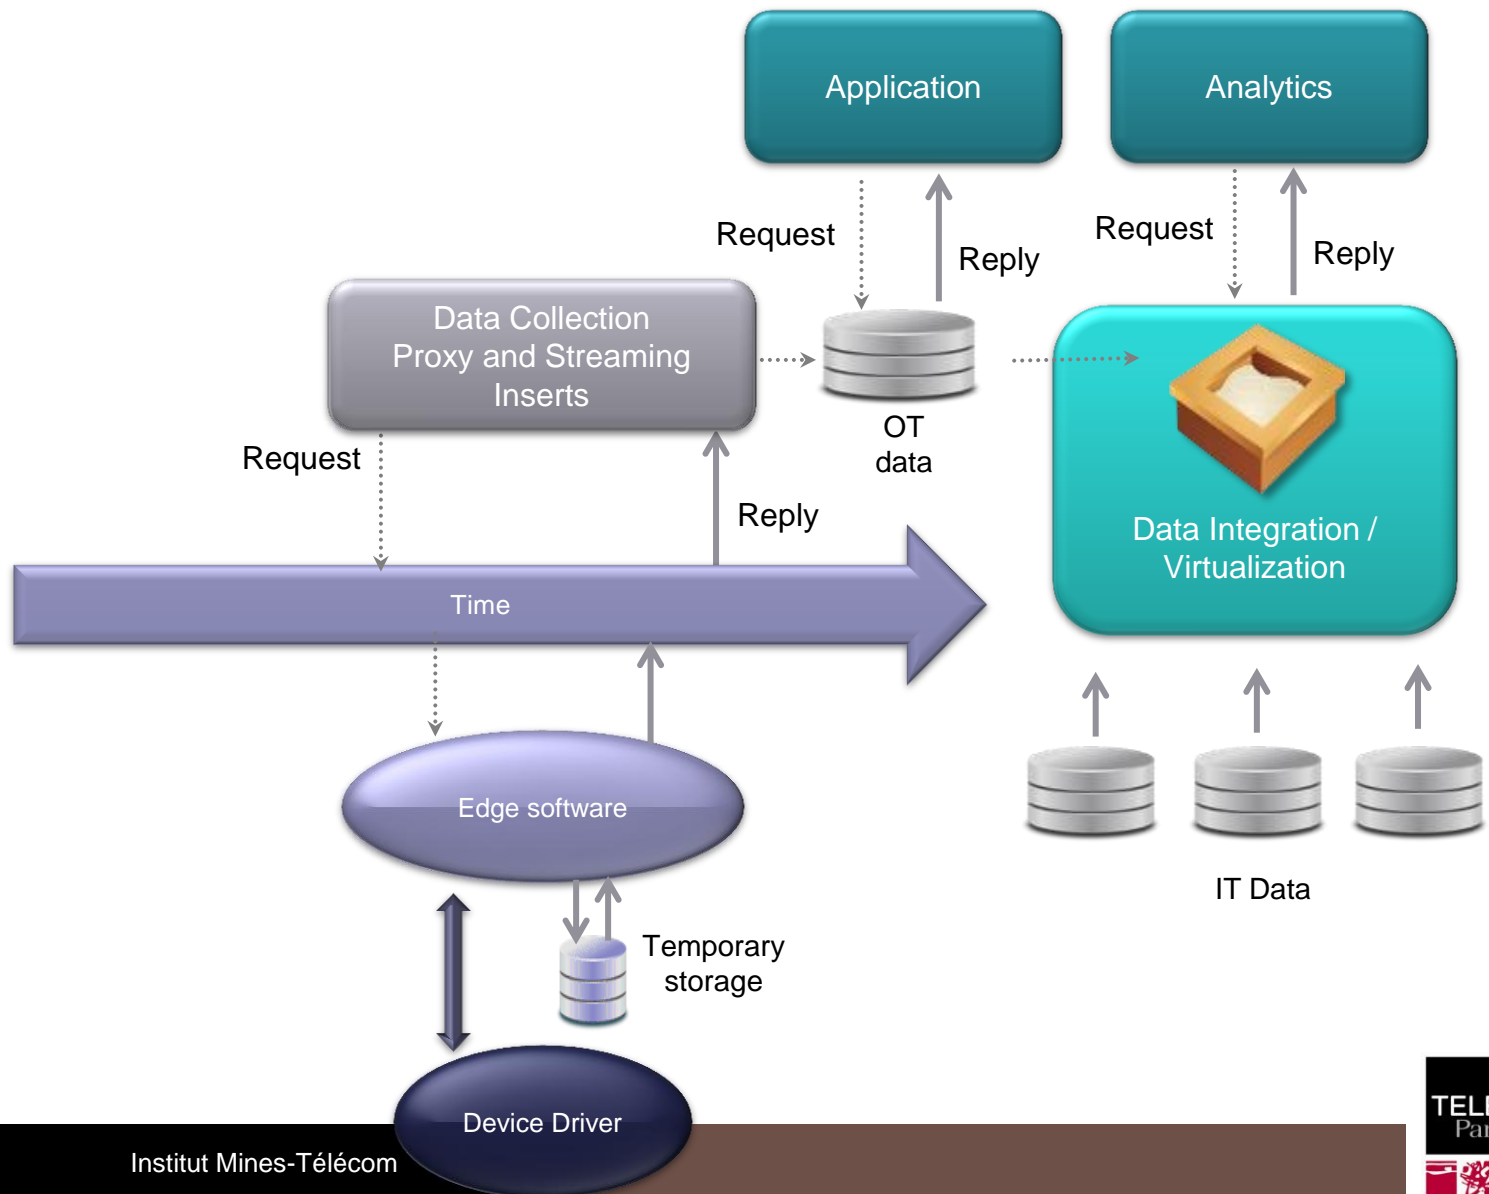 Application
Analytics
Request
Reply
Request
Reply
Data Collection
Proxy and Streaming
Inserts
OT
data
Request
Reply
Data Integration /
Virtualization
Time
Edge software
IT Data
Temporary
storage
Device Driver
Institut Mines-Télécom